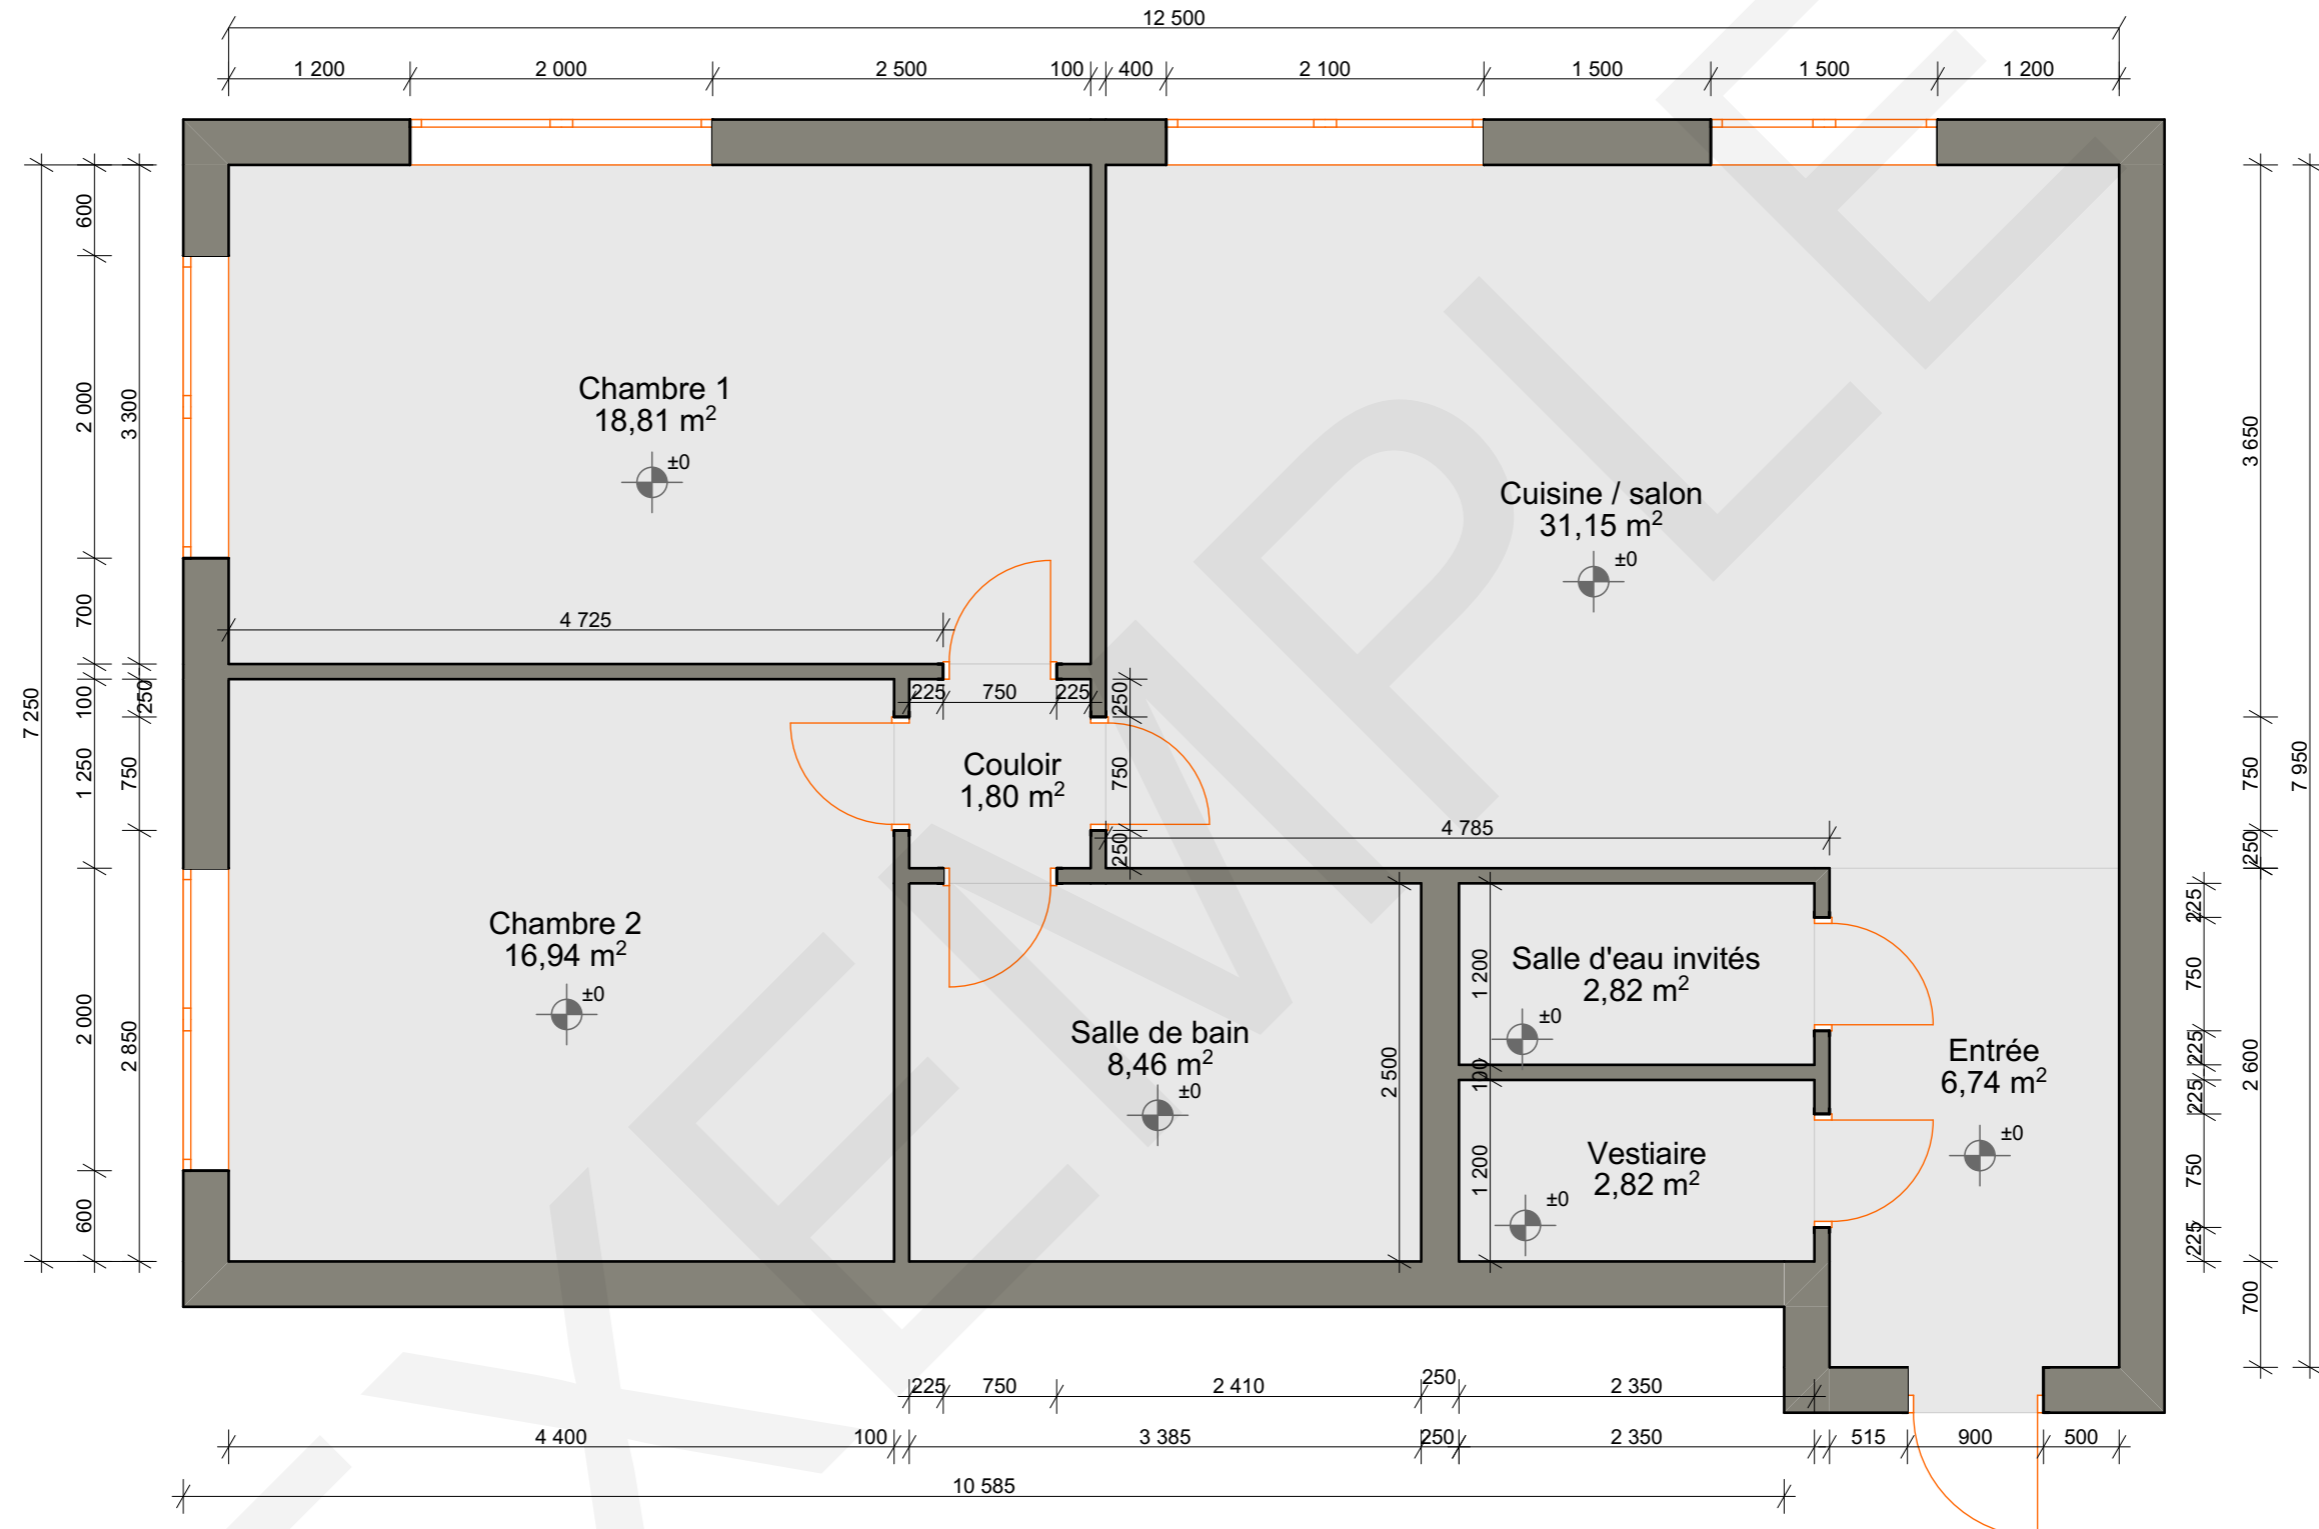 12 500
1 200 2 000 2 500 100 400 2 100 1 500 1 500 1 200
600
2 000
700
100
1 250
2 000
600
3 300
250
750
2 850
7 250
Chambre 1
18,81 m²
±0
4 725
Cuisine / salon
31,15 m²
±0
225 750 225
250
750
250
Couloir
1,80 m²
4 785
Chambre 2
16,94 m²
±0
Salle de bain
8,46 m²
±0
2 500
1 200
100
1 200
Salle d'eau invités
2,82 m²
±0
Vestiaire
2,82 m²
±0
Entrée
6,74 m²
±0
225
750
225
225
750
225
3 650
750
250
2 600
700
7 950
225 750 2 410 250 2 350
4 400 100 3 385 250 2 350 515 900 500
10 585
EXEMPLE